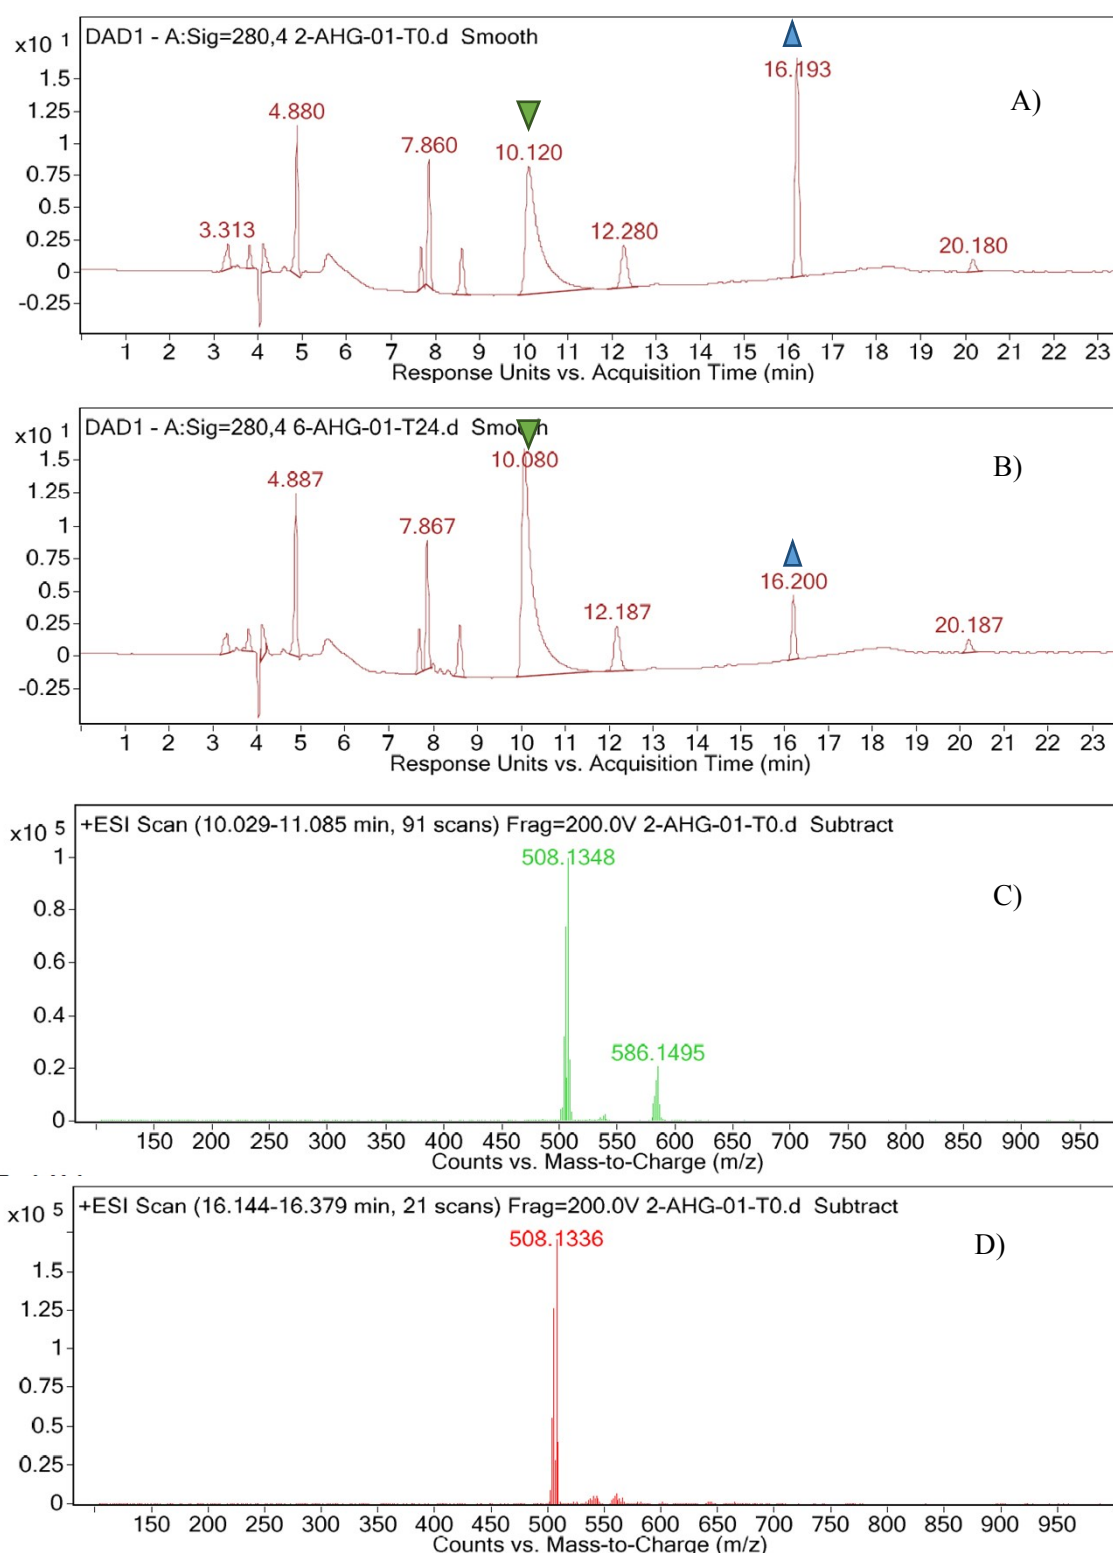 DAD1 - A:Sig=280,4 2-AHG-01-T0.d Smooth
x10 1
A)
1.5
1.25
1
0.75
0.5
0.25
0
-0.25
3.313
4.880
7.860
10.120
12.280
16.193
20.180
1 2 3 4 5 6 7 8 9 10 11 12 13 14 15 16 17 18 19 20 21 22 23
Response Units vs. Acquisition Time (min)
DAD1 - A:Sig=280,4 6-AHG-01-T24.d Smooth
x10 1
B)
1.5
1.25
1
0.75
0.5
0.25
0
-0.25
4.887
7.867
10.080
12.187
16.200
20.187
1 2 3 4 5 6 7 8 9 10 11 12 13 14 15 16 17 18 19 20 21 22 23
Response Units vs. Acquisition Time (min)
+ESI Scan (10.029-11.085 min, 91 scans) Frag=200.0V 2-AHG-01-T0.d Subtract
x10 5
C)
1
0.8
0.6
0.4
0.2
0
508.1348
586.1495
150 200 250 300 350 400 450 500 550 600 650 700 750 800 850 900 950
Counts vs. Mass-to-Charge (m/z)
+ESI Scan (16.144-16.379 min, 21 scans) Frag=200.0V 2-AHG-01-T0.d Subtract
x10 5
D)
1.5
1.25
1
0.75
0.5
0.25
0
508.1336
150 200 250 300 350 400 450 500 550 600 650 700 750 800 850 900 950
Counts vs. Mass-to-Charge (m/z)